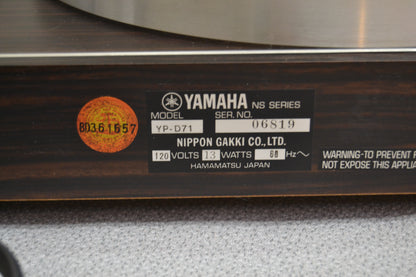 80361657
YAMAHA NS SERIES
MODEL SER. NO.
YP-D71 06819
NIPPON GAKKI CO., LTD.
120 VOLTS 13 WATTS 60 Hz~
HAMAMATSU JAPAN
WARNING-TO PREVENT
NOT EXPOSE THIS